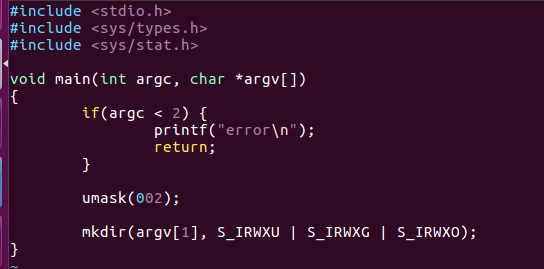 #include <stdio.h>
#include <sys/types.h>
#include <sys/stat.h>

void main(int argc, char *argv[])
{
        if(argc < 2) {
                printf("error\n");
                return;
        }

        umask(002);

        mkdir(argv[1], S_IRWXU | S_IRWXG | S_IRWXO);
}
~